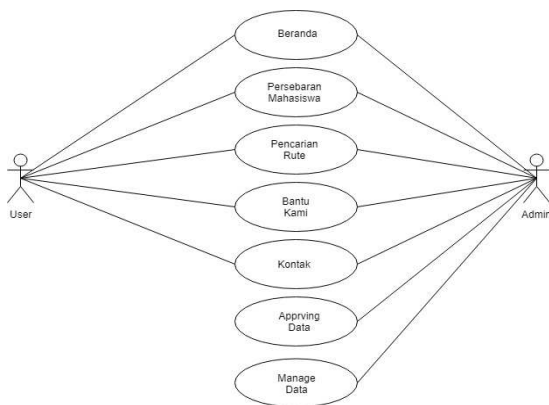 Beranda
Persebaran
Mahasiswa
Pencarian
Rute
Bantu
Kami
Kontak
Apprving
Data
Manage
Data
User
Admin